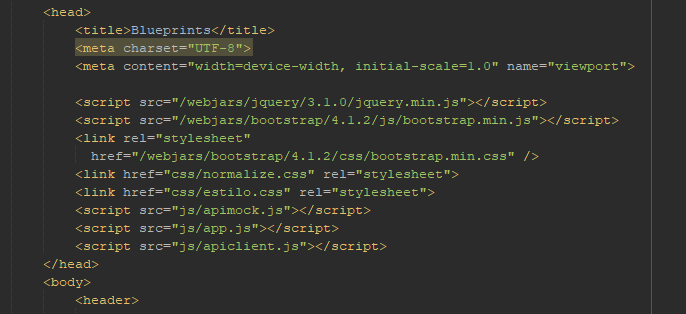 <head>
<title>Blueprints</title>
<meta charset="UTF-8">
<meta content="width=device-width, initial-scale=1.0" name="viewport">
<script src="/webjars/jquery/3.1.0/jquery.min.js"></script>
<script src="/webjars/bootstrap/4.1.2/js/bootstrap.min.js"></script>
<link rel="stylesheet"
href="/webjars/bootstrap/4.1.2/css/bootstrap.min.css" />
<link href="css/normalize.css" rel="stylesheet">
<link href="css/estilo.css" rel="stylesheet">
<script src="js/apimock.js"></script>
<script src="js/app.js"></script>
<script src="js/apiclient.js"></script>
</head>
<body>
<header>